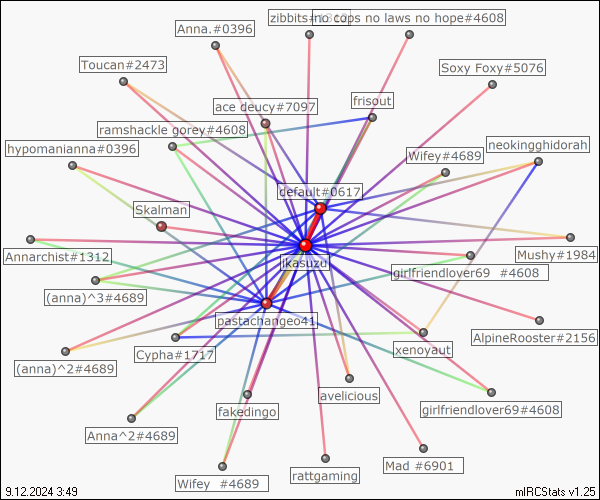 zibbits#1312
no cops no laws no hope#4608
Anna.#0396
Toucan#2473
Soxy Foxy#5076
ace deucy#7097
frisout
ramshackle gorey#4608
hypomanianna#0396
Wifey#4689
neokingghidorah
default#0617
Skalman
Annarchist#1312
jkasuzu
Mushy#1984
girlfriendlover69 #4608
(anna)^3#4689
pastachangeo41
AlpineRooster#2156
xenoyaut
Cypha#1717
(anna)^2#4689
avelicious
fakedingo
girlfriendlover69#4608
Anna^2#4689
Mad #6901
rattgaming
Wifey #4689
9.12.2024 3:49
mIRCStats v1.25